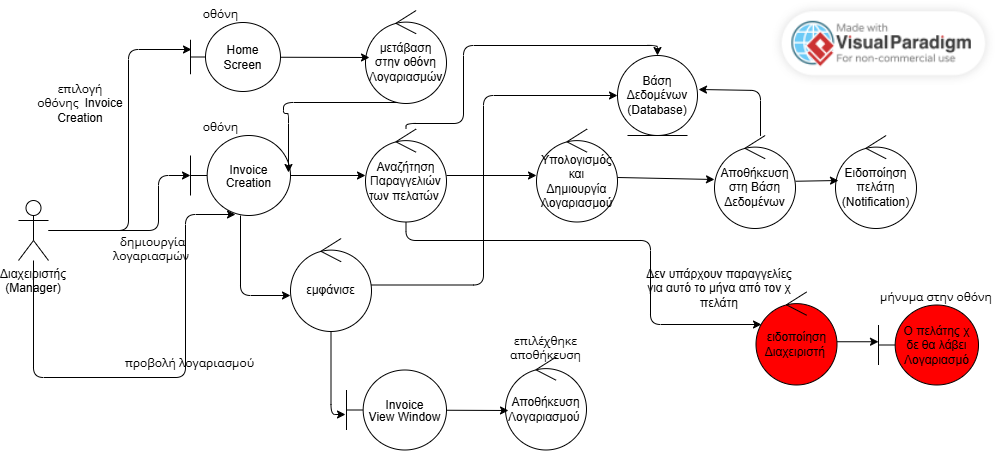 οθόνη
Home
Screen
μετάβαση
στην οθόνη
Λογαριασμών
Made with
Visual Paradigm
For non-commercial use
επιλογή
οθόνης Invoice
Creation
Βάση
Δεδομένων
(Database)
οθόνη
Invoice
Creation
Αναζήτηση
Παραγγελιών
των πελατών
Υπολογισμός
και
Δημιουργία
Λογαριασμού
Αποθήκευση
στη Βάση
Δεδομένων
Ειδοποίηση
πελάτη
(Notification)
δημιουργία
λογαριασμών
Διαχειριστής
(Manager)
εμφάνισε
Δεν υπάρχουν παραγγελίες
για αυτό το μήνα από τον χ
πελάτη
μήνυμα στην οθόνη
ειδοποίηση
Διαχειριστή
Ο πελάτης χ
δε θα λάβει
Λογαριασμό
προβολή λογαριασμού
επιλέχθηκε
αποθήκευση
Invoice
View Window
Αποθήκευση
Λογαριασμού